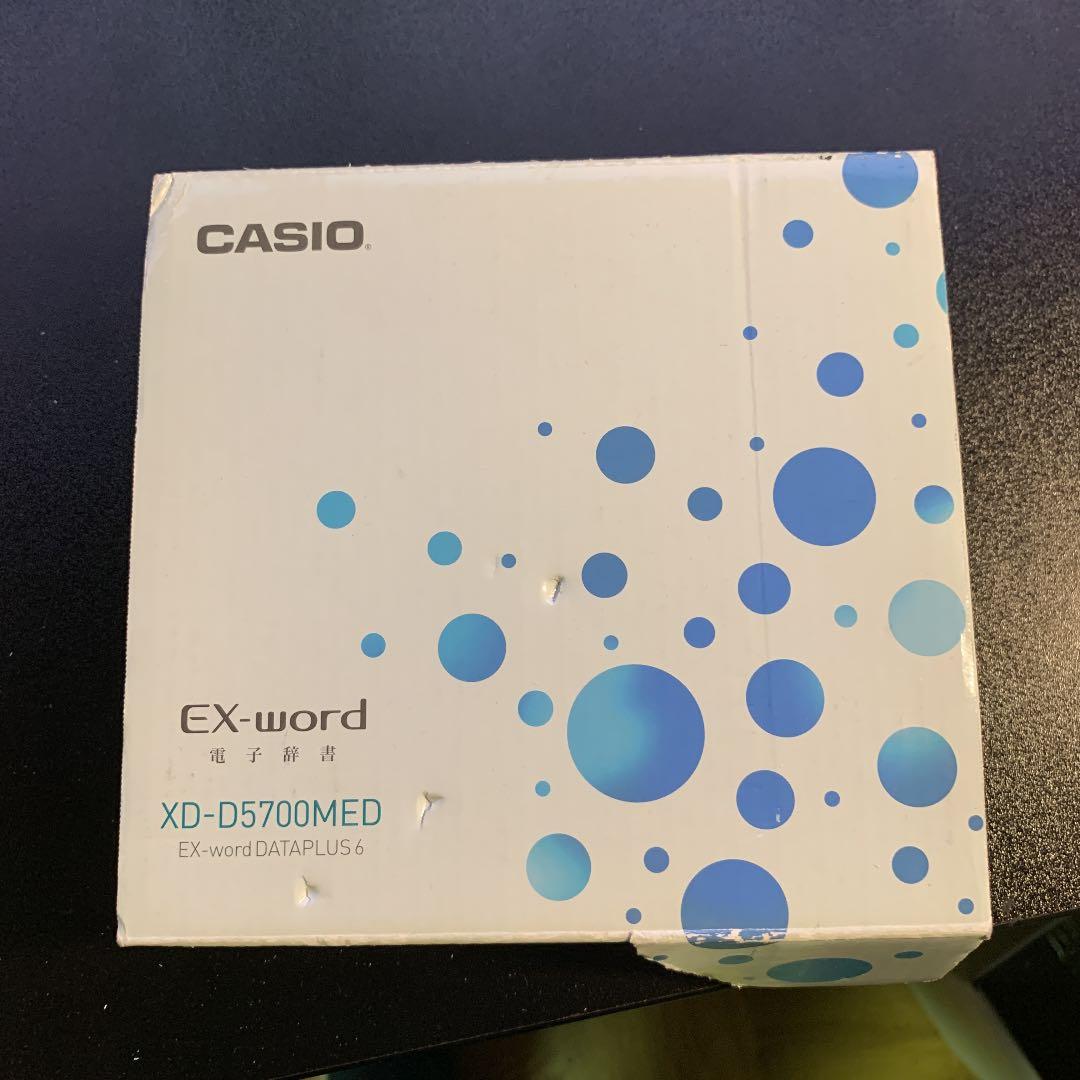 CASIO®
EX-word
電子辞書
XD-D5700MED
EX-word DATAPLUS 6